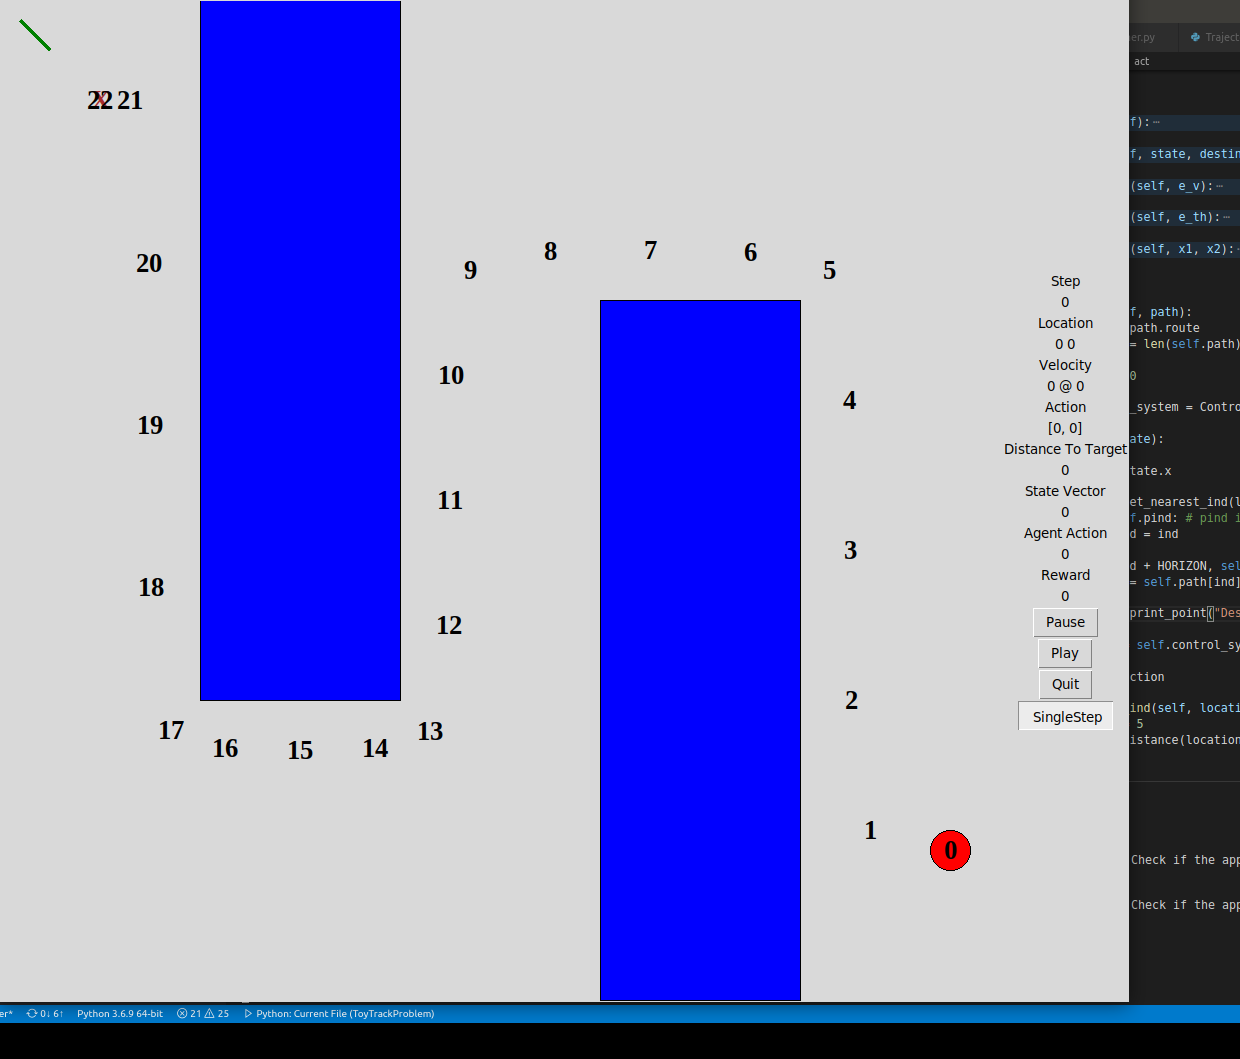 er.py
Traject
act
22 X 21
f):⋯
f, state, destin
(self, e_v):⋯
(self, e_th):⋯
(self, x1, x2):
20
9
8
7
6
5
Step
0
Location
0 0
Velocity
0 @ 0
Action
[0, 0]
Distance To Target
0
State Vector
0
Agent Action
0
Reward
0
Pause
Play
Quit
SingleStep
f, path):
path.route
= len(self.path)
0
_system = Contro
ate):
tate.x
et_nearest_ind(l
f.pind: # pind i
d = ind
d + HORIZON, sel
= self.path[ind]
print_point("Des
self.control_sy
ction
ind(self, locati
5
istance(location
10
4
19
11
3
18
12
2
17
16
15
14
13
1
0
Check if the app
Check if the app
er*
0↓ 6↑
Python 3.6.9 64-bit
21
25
Python: Current File (ToyTrackProblem)